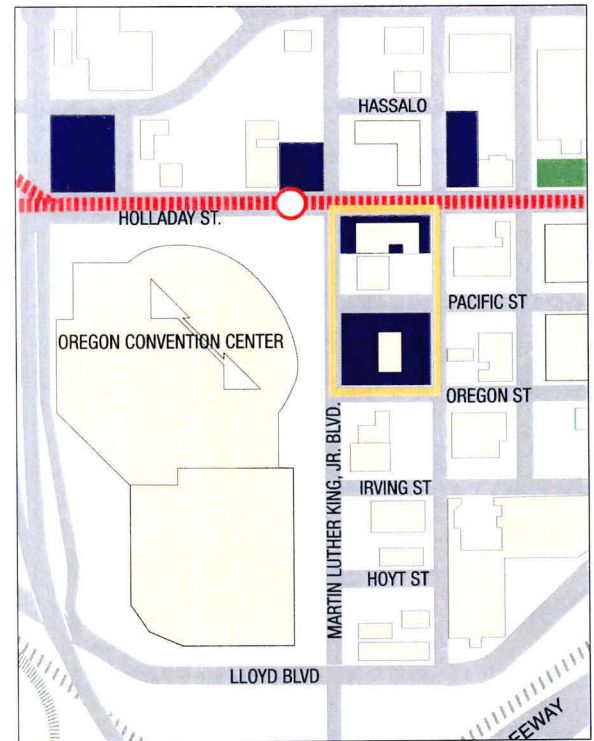 HASSALO
HOLLADAY ST.
PACIFIC ST
OREGON CONVENTION CENTER
OREGON ST
MARTIN LUTHER KING, JR. BLVD.
IRVING ST
HOYT ST
LLOYD BLVD
EEWAY